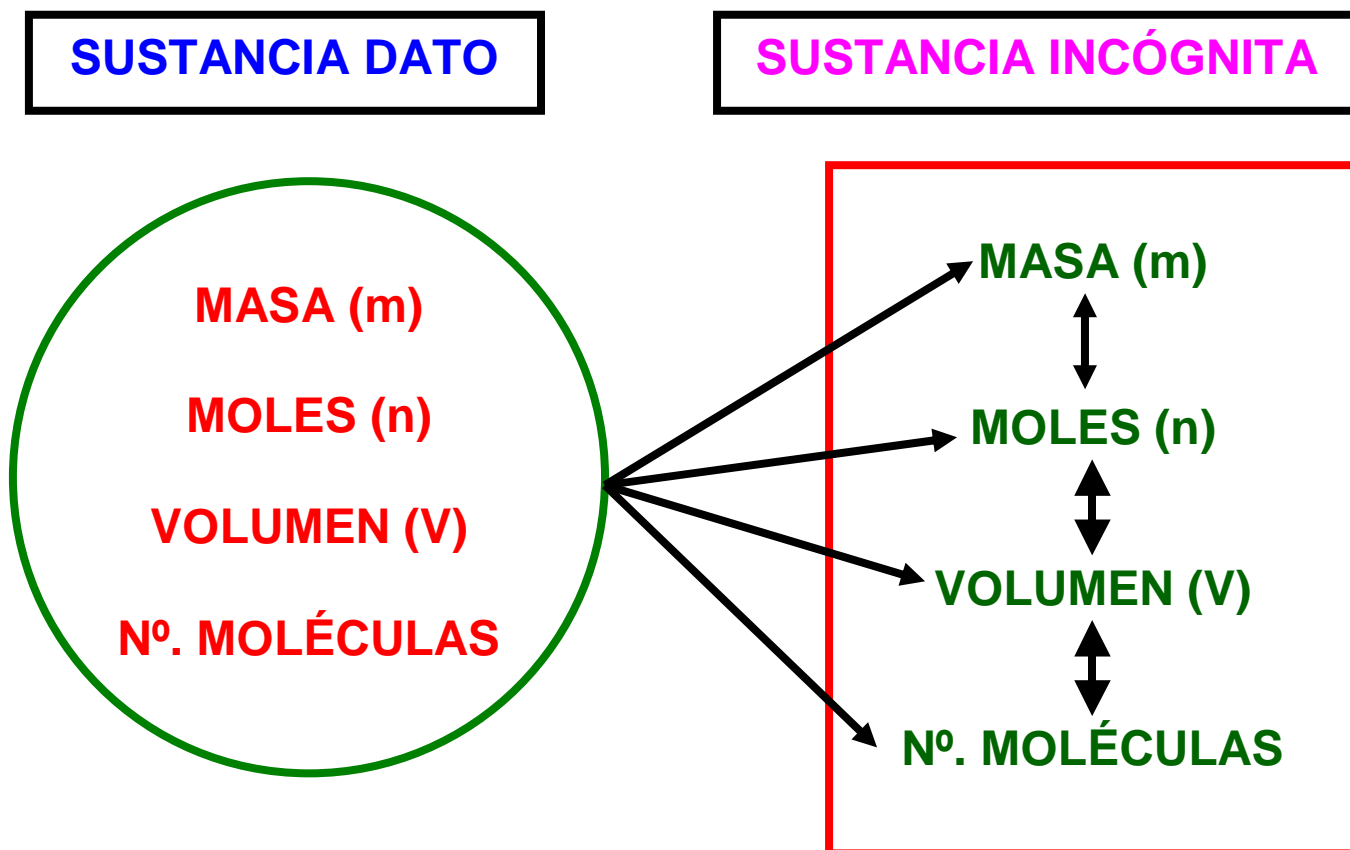 SUSTANCIA DATO
SUSTANCIA INCÓGNITA
MASA (m)
MOLES (n)
VOLUMEN (V)
Nº. MOLÉCULAS
MASA (m)
MOLES (n)
VOLUMEN (V)
Nº. MOLÉCULAS